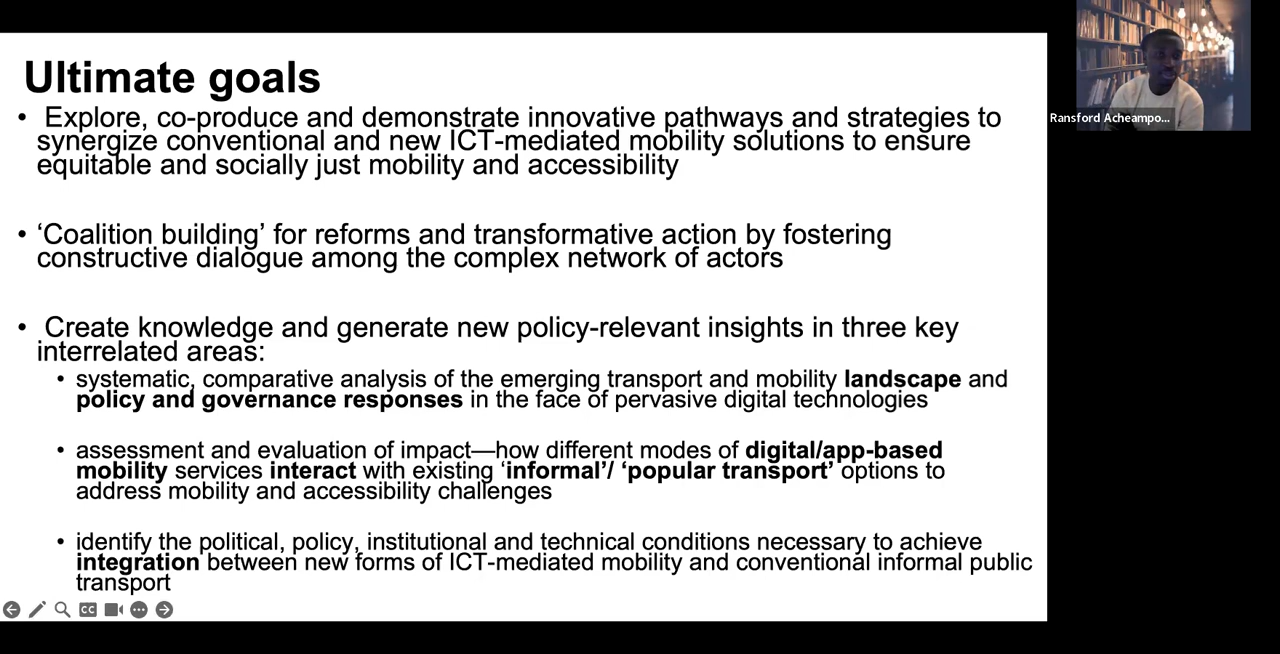 Ultimate goals
• Explore, co-produce and demonstrate innovative pathways and strategies to
synergize conventional and new ICT-mediated mobility solutions to ensure
equitable and socially just mobility and accessibility
• ‘Coalition building’ for reforms and transformative action by fostering
constructive dialogue among the complex network of actors
• Create knowledge and generate new policy-relevant insights in three key
interrelated areas:
• systematic, comparative analysis of the emerging transport and mobility landscape and
policy and governance responses in the face of pervasive digital technologies
• assessment and evaluation of impact—how different modes of digital/app-based
mobility services interact with existing ‘informal’/ ‘popular transport’ options to
address mobility and accessibility challenges
• identify the political, policy, institutional and technical conditions necessary to achieve
integration between new forms of ICT-mediated mobility and conventional informal public
transport
CC
Ransford Acheampo...